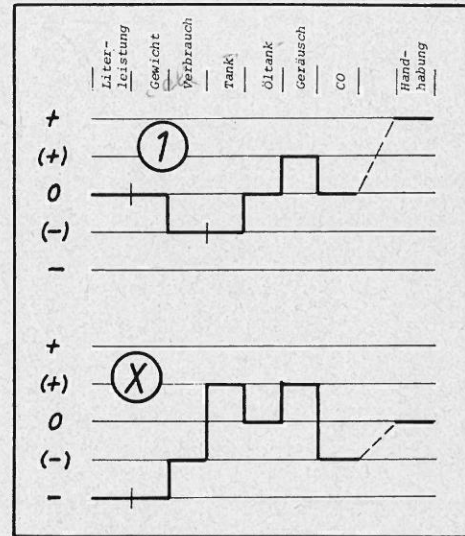 Liter-
leistung
Gewicht
Verbrauch
Tank
Öltank
Geräusch
CO
Hand-
habung
+
(+)
0
(-)
-
1
+
(+)
0
(-)
-
X